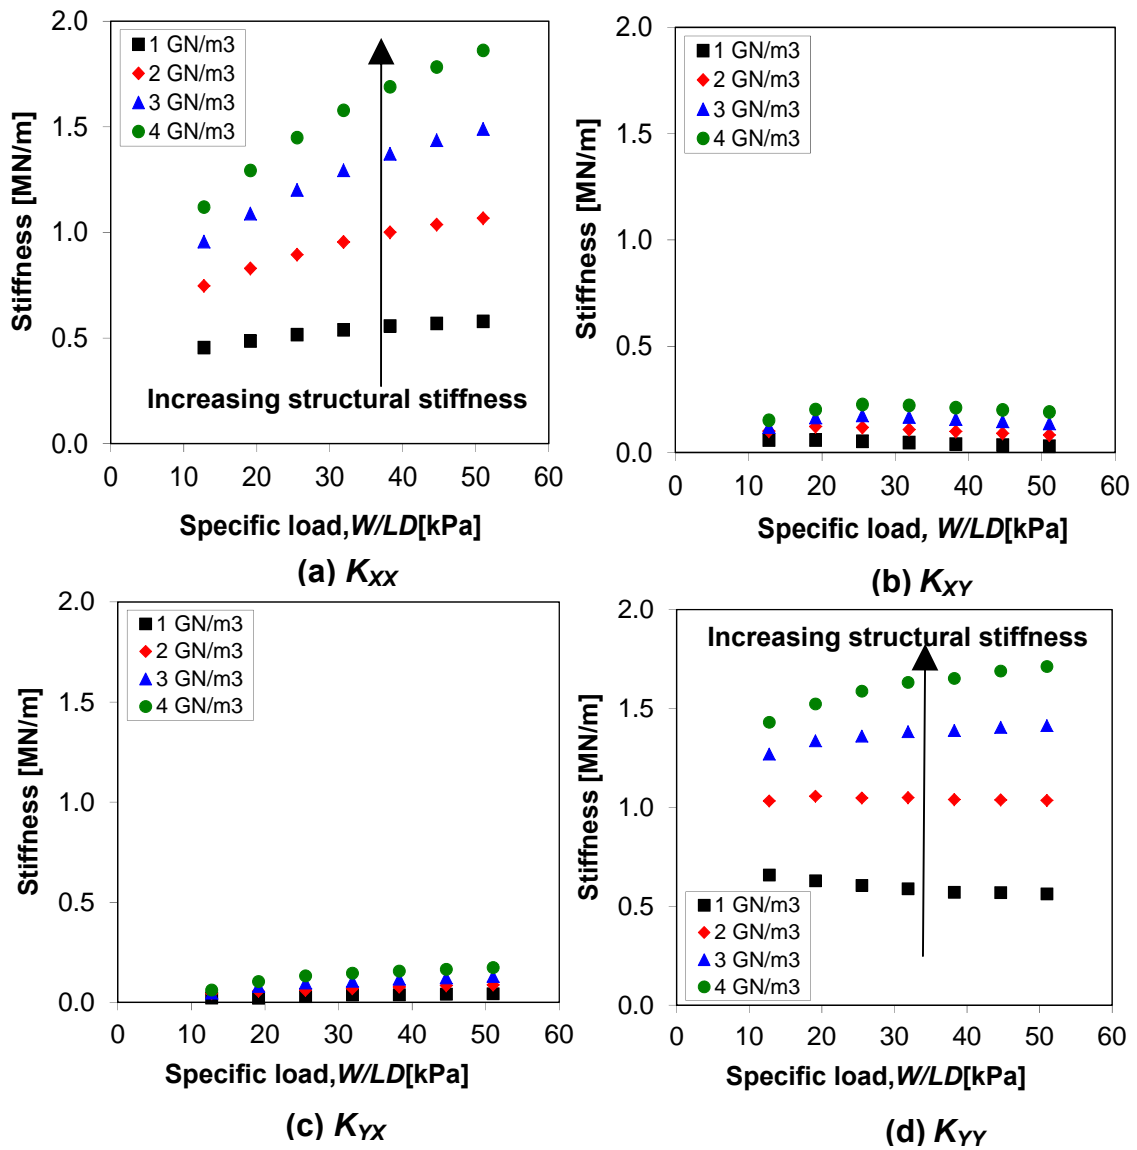 2.0
1.5
1.0
0.5
0.0
Stiffness [MN/m]
1 GN/m3
2 GN/m3
3 GN/m3
4 GN/m3
Increasing structural stiffness
0 10 20 30 40 50 60
Specific load,W/LD[kPa]
(a) KXX
2.0
1.5
1.0
0.5
0.0
Stiffness [MN/m]
1 GN/m3
2 GN/m3
3 GN/m3
4 GN/m3
0 10 20 30 40 50 60
Specific load, W/LD[kPa]
(b) KXY
2.0
1.5
1.0
0.5
0.0
Stiffness [MN/m]
1 GN/m3
2 GN/m3
3 GN/m3
4 GN/m3
0 10 20 30 40 50 60
Specific load,W/LD[kPa]
(c) KYX
2.0
1.5
1.0
0.5
0.0
Stiffness [MN/m]
Increasing structural stiffness
1 GN/m3
2 GN/m3
3 GN/m3
4 GN/m3
0 10 20 30 40 50 60
Specific load,W/LD[kPa]
(d) KYY